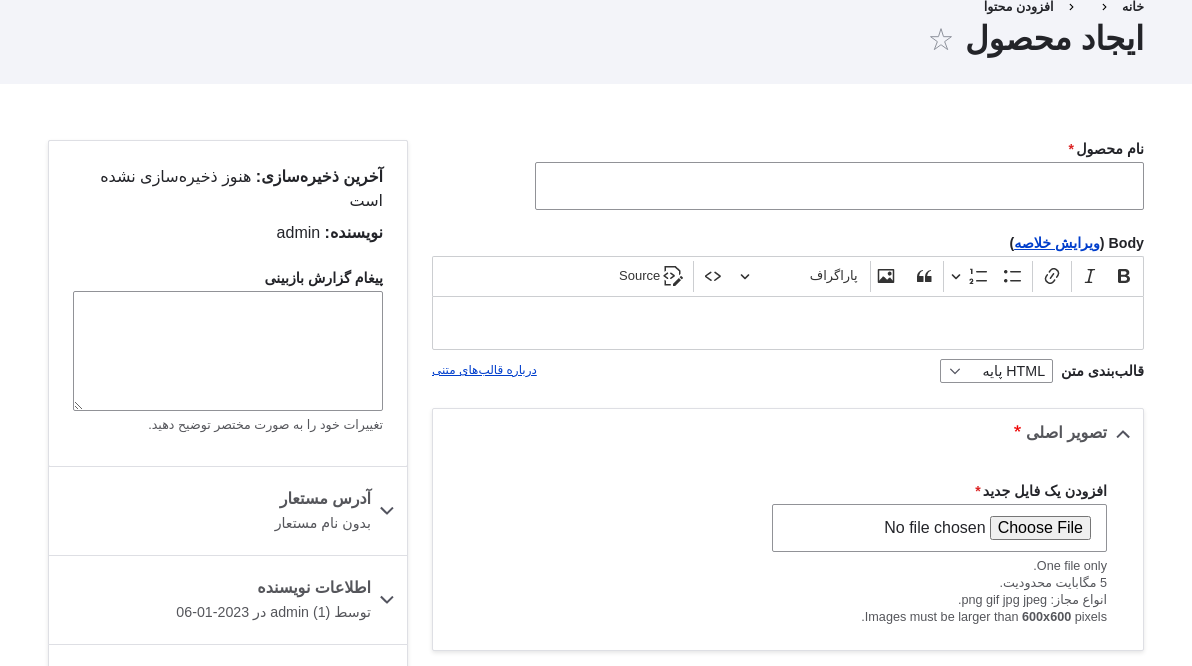 خانه › › افزودن محتوا
ایجاد محصول ☆
نام محصول *
Body (ویرایش خلاصه)
پاراگراف
Source
قالب‌بندی متن HTML پایه
درباره قالب‌های متنی
تصویر اصلی *
افزودن یک فایل جدید *
Choose File No file chosen
One file only.
5 مگابایت محدودیت.
انواع مجاز: png gif jpg jpeg.
Images must be larger than 600x600 pixels.
آخرین ذخیره‌سازی: هنوز ذخیره‌سازی نشده
است
نویسنده: admin
پیغام گزارش بازبینی
تغییرات خود را به صورت مختصر توضیح دهید.
آدرس مستعار
بدون نام مستعار
اطلاعات نویسنده
توسط admin (1) در 2023-01-06